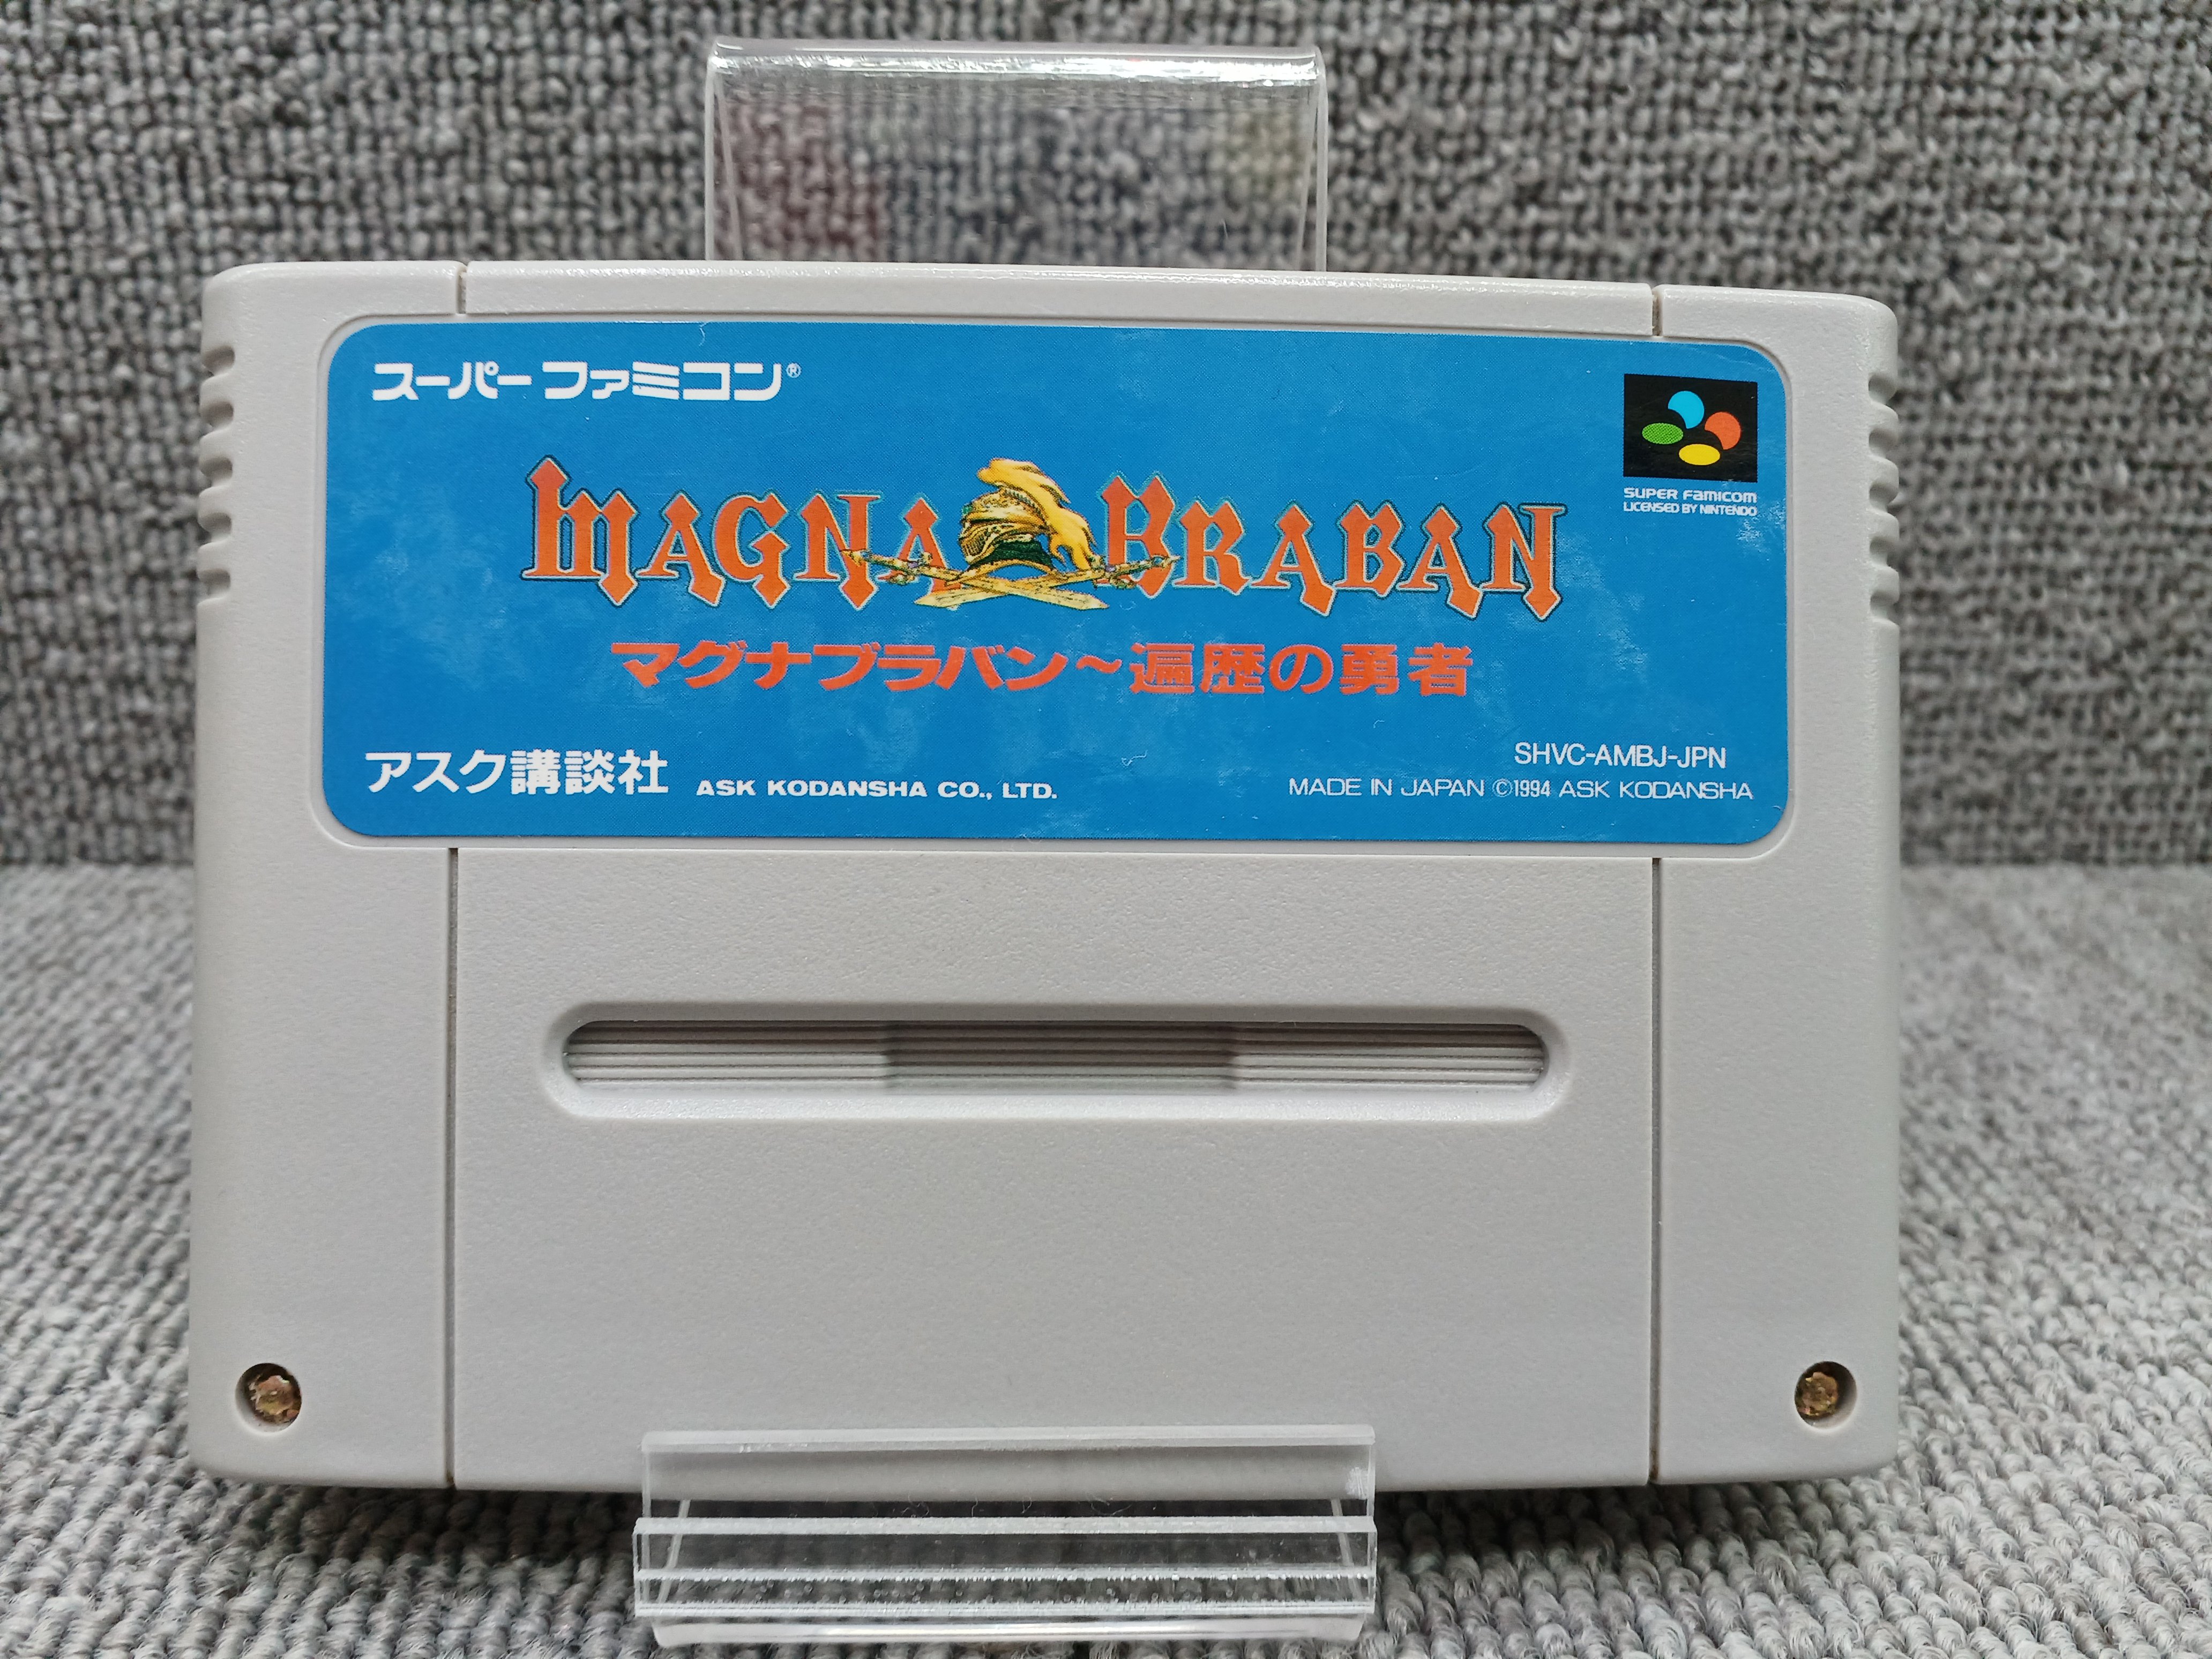 スーパーファミコン®
SUPER FAMICOM
LICENSED BY NINTENDO
MAGNA BRABAN
マグナブラバン～遍歴の勇者
アスク講談社 ASK KODANSHA CO., LTD.
SHVC-AMBJ-JPN
MADE IN JAPAN ©1994 ASK KODANSHA